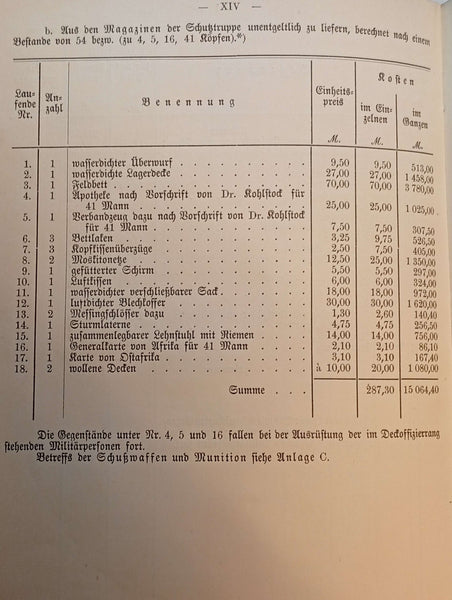 — XIV —
b. Aus den Magazinen der Schußtruppe unentgeltlich zu liefern, berechnet nach einem
Bestande von 54 bezw. (zu 4, 5, 16, 41 Köpfen).*)
Lau-
fende
Nr.
An-
zahl
Benennung
Einheits-
preis
M.
Kosten
im Ein-
zelnen
M.
im
Ganzen
M.
1. 1 wasserdichter Überwurf 9,50 9,50 513,00
2. 1 wasserdichte Lagerdecke 27,00 27,00 1 458,00
3. 1 Feldbett 70,00 70,00 3 780,00
4. 1 Apotheke nach Vorschrift von Dr. Kohlstock für
41 Mann 25,00 25,00 1 025,00
5. 1 Verbandzeug dazu nach Vorschrift von Dr. Kohlstock
für 41 Mann 7,50 7,50 307,50
6. 3 Bettlaken 3,25 9,75 526,50
7. 3 Kopfkissenüberzüge 2,50 7,50 405,00
8. 2 Moskitonetze 12,50 25,00 1 350,00
9. 1 gefütterter Schirm 5,50 5,50 297,00
10. 1 Luftkissen 6,00 6,00 324,00
11. 1 wasserdichter verschließbarer Sack 18,00 18,00 972,00
12. 1 luftdichter Blechkoffer 30,00 30,00 1 620,00
13. 2 Messingschlösser dazu 1,30 2,60 140,40
14. 1 Sturmlaterne 4,75 4,75 256,50
15. 1 zusammenlegbarer Lehnstuhl mit Riemen 14,00 14,00 756,00
16. 1 Generalkarte von Afrika für 41 Mann 2,10 2,10 86,10
17. 1 Karte von Ostafrika 3,10 3,10 167,40
18. 2 wollene Decken à 10,00 20,00 1 080,00
Summe 287,30 15 064,40
Die Gegenstände unter Nr. 4, 5 und 16 fallen bei der Ausrüstung der im Deckoffizierrang
stehenden Militärpersonen fort.
Betreffs der Schußwaffen und Munition siehe Anlage C.